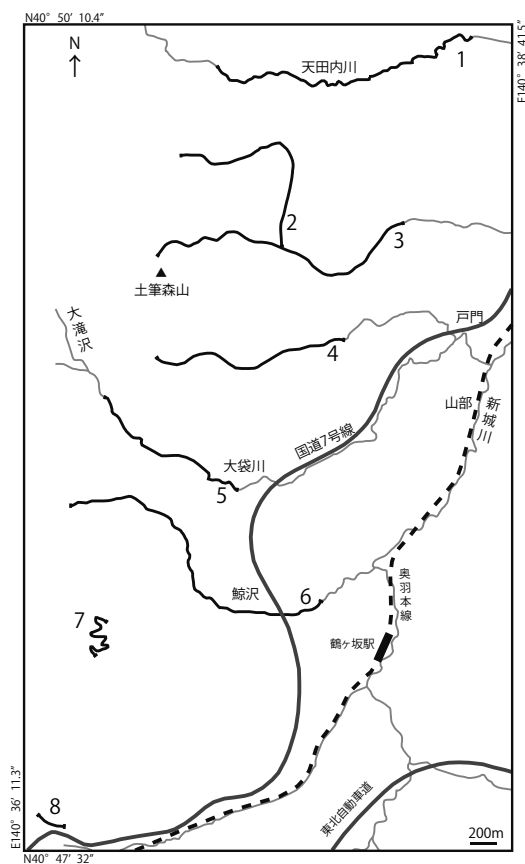 N40° 50′ 10.4″
E140° 38′ 41.5″
N
天田内川
1
2
3
土筆森山
戸門
大滝沢
4
山部
新城川
国道7号線
大袋川
5
鯨沢
6
奥羽本線
7
鶴ヶ坂駅
E140° 36′ 11.3″
8
東北自動車道
200m
N40° 47′ 32″